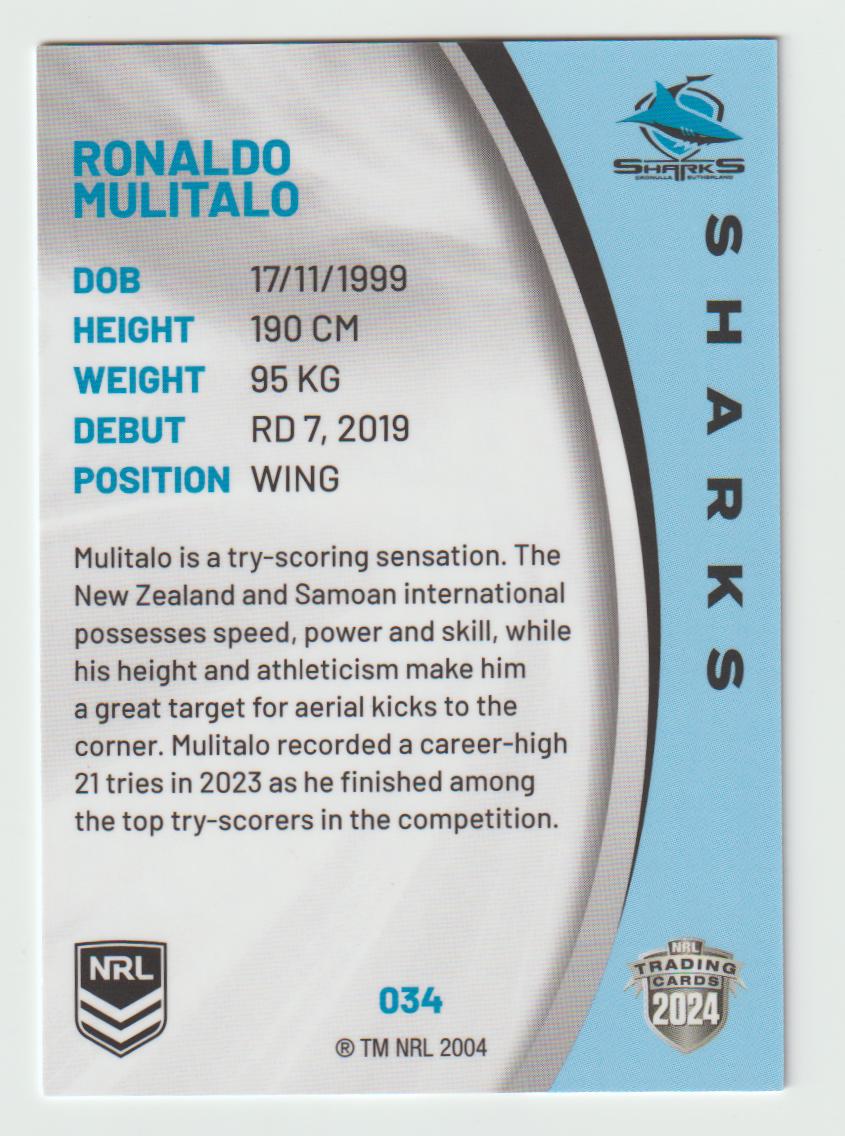 RONALDO
MULITALO
DOB 17/11/1999
HEIGHT 190 CM
WEIGHT 95 KG
DEBUT RD 7, 2019
POSITION WING
Mulitalo is a try-scoring sensation. The
New Zealand and Samoan international
possesses speed, power and skill, while
his height and athleticism make him
a great target for aerial kicks to the
corner. Mulitalo recorded a career-high
21 tries in 2023 as he finished among
the top try-scorers in the competition.
NRL
034
® TM NRL 2004
SHARKS
CRONULLA SUTHERLAND
SHARKS
NRL
TRADING
CARDS
2024